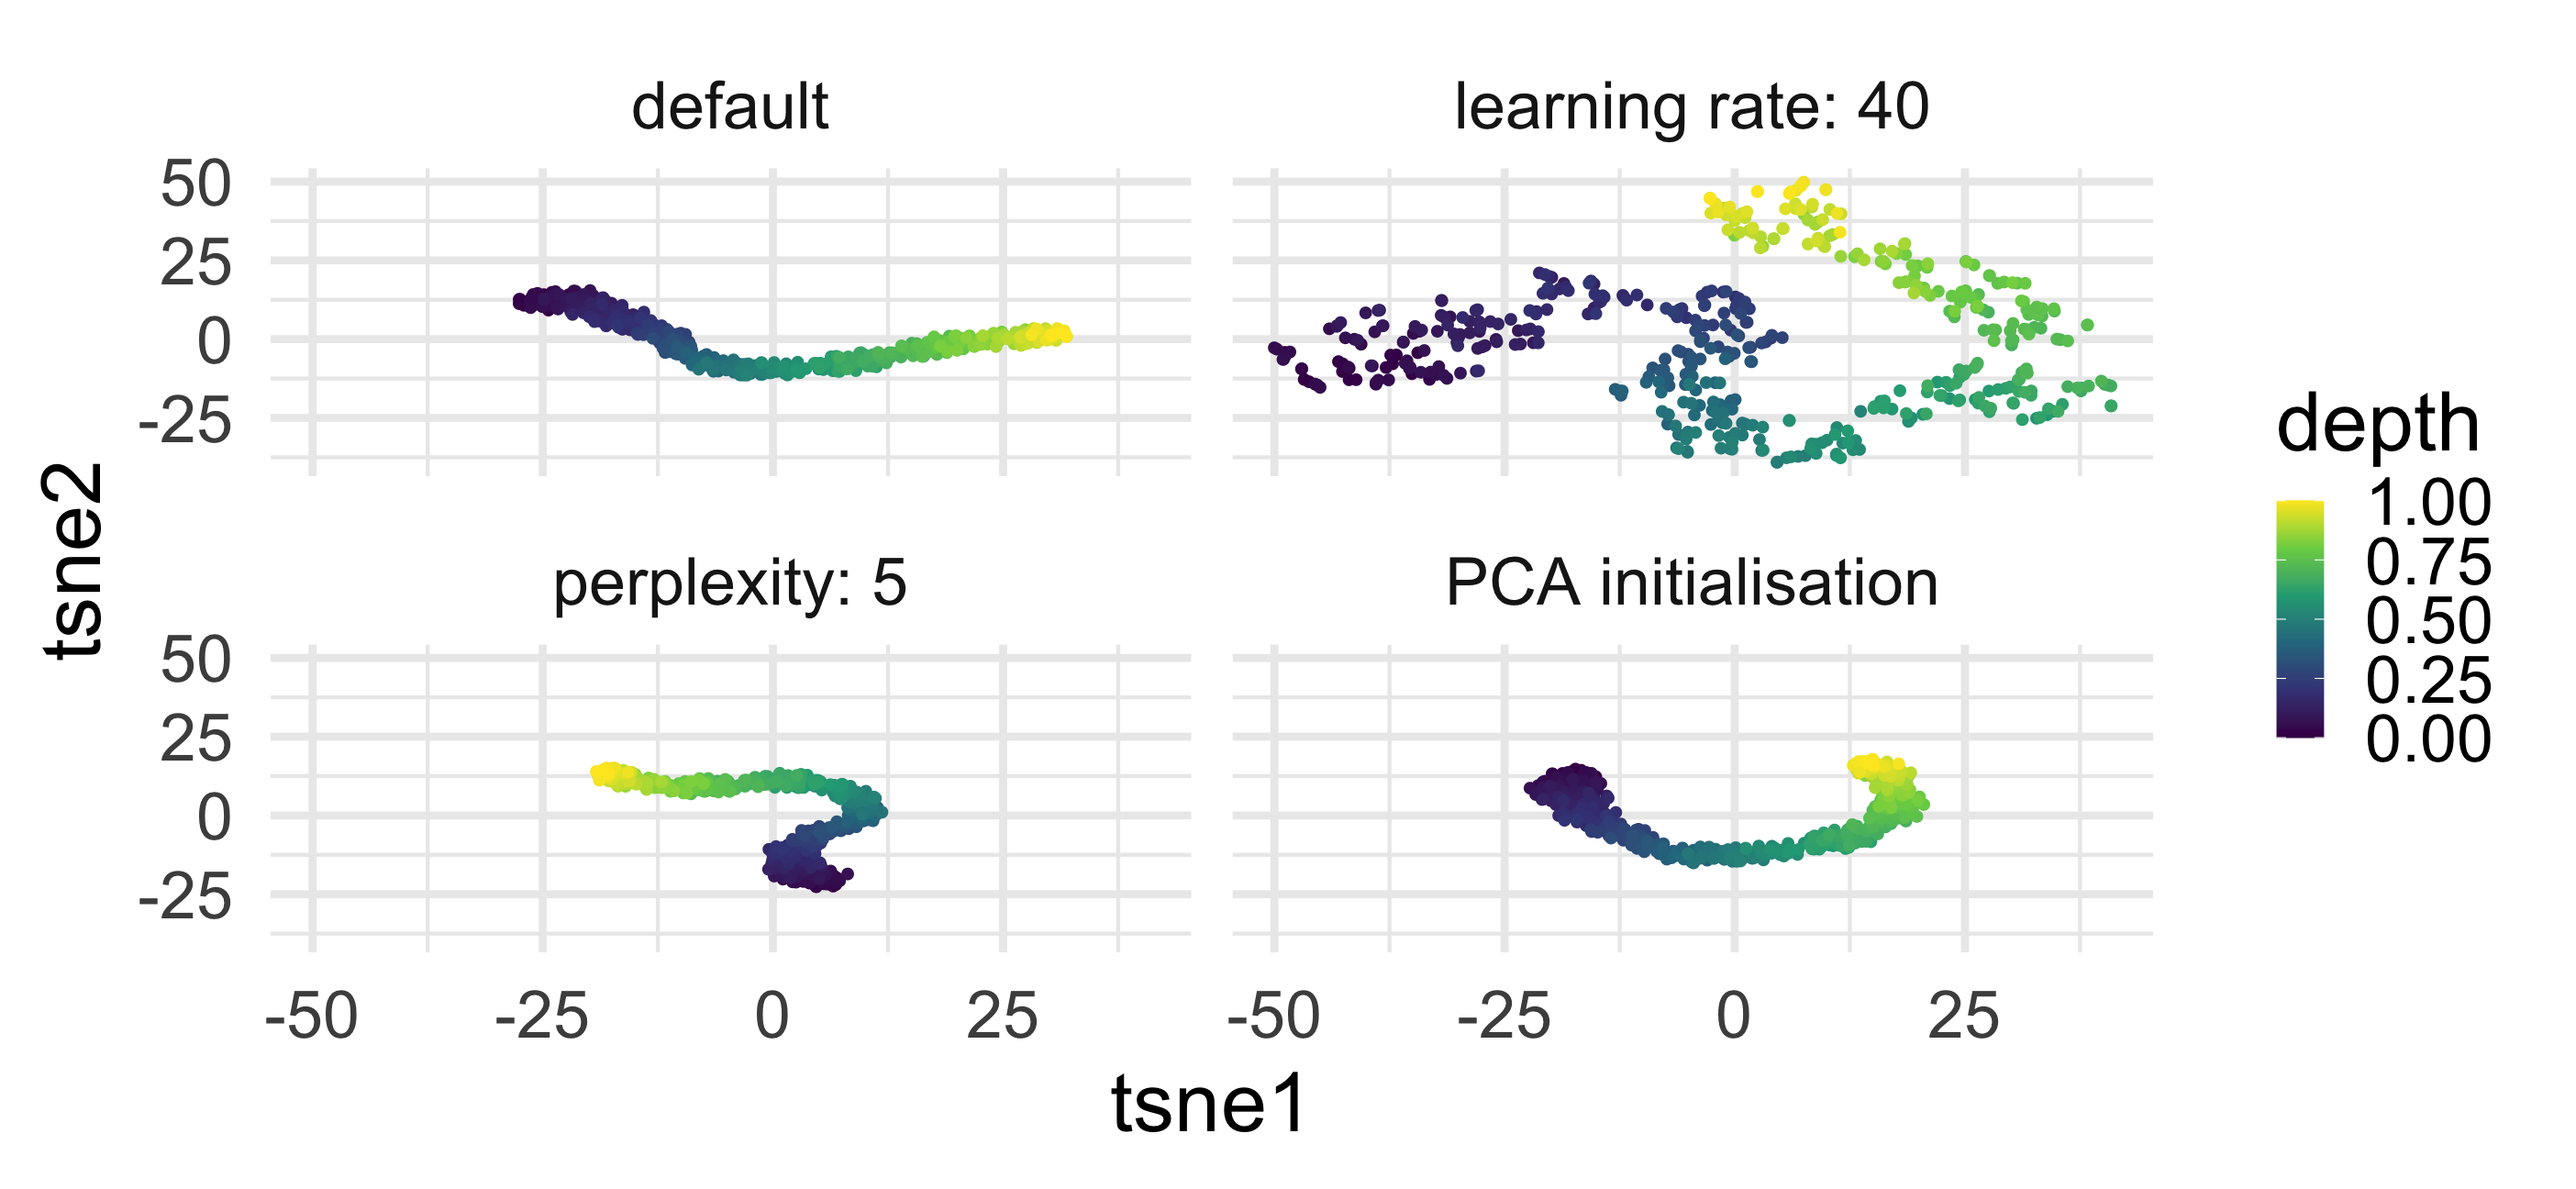 default
learning rate: 40
50
25
0
-25
perplexity: 5
PCA initialisation
50
25
0
-25
-50 -25 0 25
-50 -25 0 25
tsne1
tsne2
depth
1.00
0.75
0.50
0.25
0.00